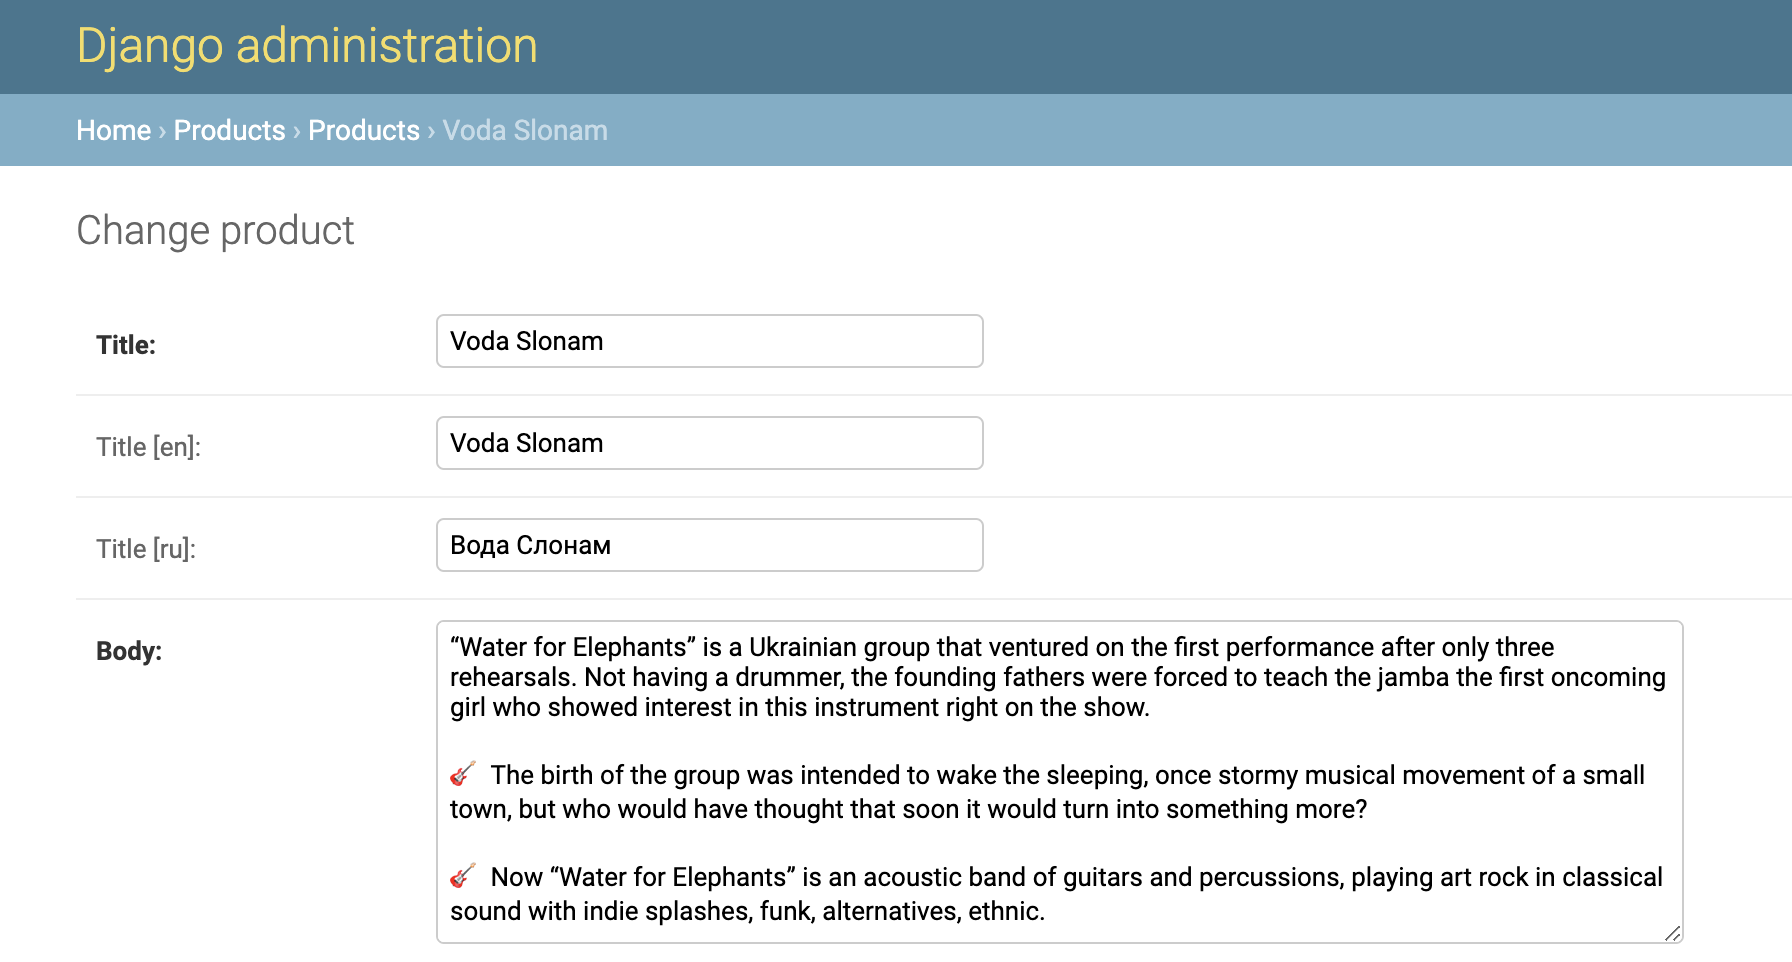 Django administration
Home › Products › Products › Voda Slonam
Change product
Title:
Voda Slonam
Title [en]:
Voda Slonam
Title [ru]:
Вода Слонам
Body:
“Water for Elephants” is a Ukrainian group that ventured on the first performance after only three
rehearsals. Not having a drummer, the founding fathers were forced to teach the jamba the first oncoming
girl who showed interest in this instrument right on the show.
🎸 The birth of the group was intended to wake the sleeping, once stormy musical movement of a small
town, but who would have thought that soon it would turn into something more?
🎸 Now “Water for Elephants” is an acoustic band of guitars and percussions, playing art rock in classical
sound with indie splashes, funk, alternatives, ethnic.